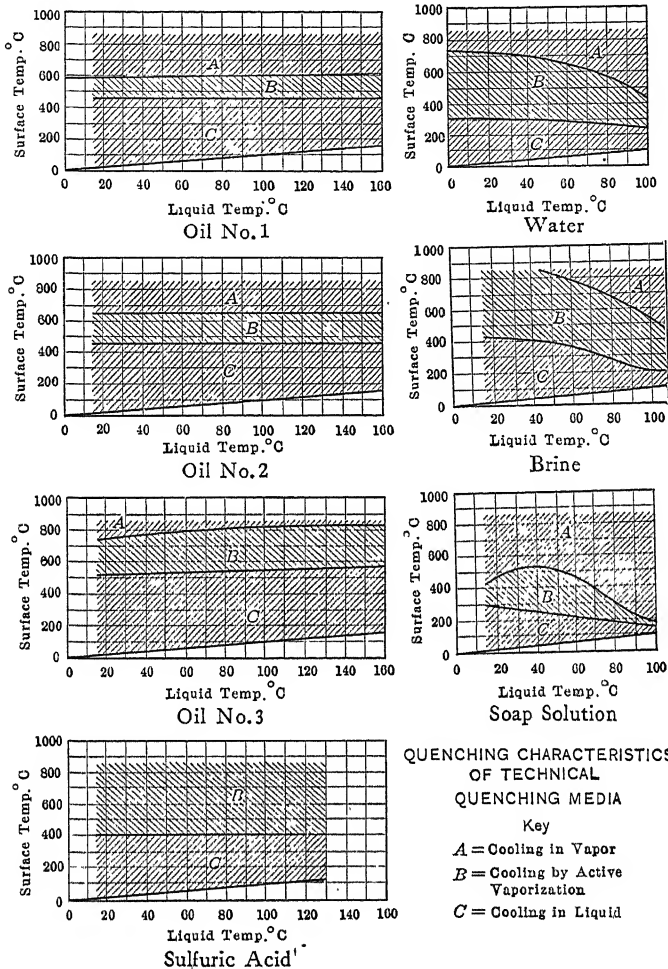 Surface Temp. °C
1000
800
600
400
200
0
A
B
C
0 20 40 60 80 100 120 140 160
Liquid Temp. °C
Oil No.1
Surface Temp. °C
1000
800
600
400
200
0
A
B
C
0 20 40 60 80 100
Liquid Temp. °C
Water
Surface Temp. °C
1000
800
600
400
200
0
A
B
C
0 20 40 60 80 100 120 140 160
Liquid Temp. °C
Oil No.2
Surface Temp. °C
1000
800
600
400
200
0
A
B
C
0 20 40 60 80 100
Liquid Temp. °C
Brine
Surface Temp. °C
1000
800
600
400
200
0
A
B
C
0 20 40 60 80 100 120 140 160
Liquid Temp. °C
Oil No.3
Surface Temp. °C
1000
800
600
400
200
0
A
B
C
0 20 40 60 80 100
Liquid Temp. °C
Soap Solution
Surface Temp. °C
1000
800
600
400
200
0
B
C
0 20 40 60 80 100 120 140 160
Liquid Temp. °C
Sulfuric Acid
QUENCHING CHARACTERISTICS
OF TECHNICAL
QUENCHING MEDIA
Key
A = Cooling in Vapor
B = Cooling by Active
Vaporization
C = Cooling in Liquid